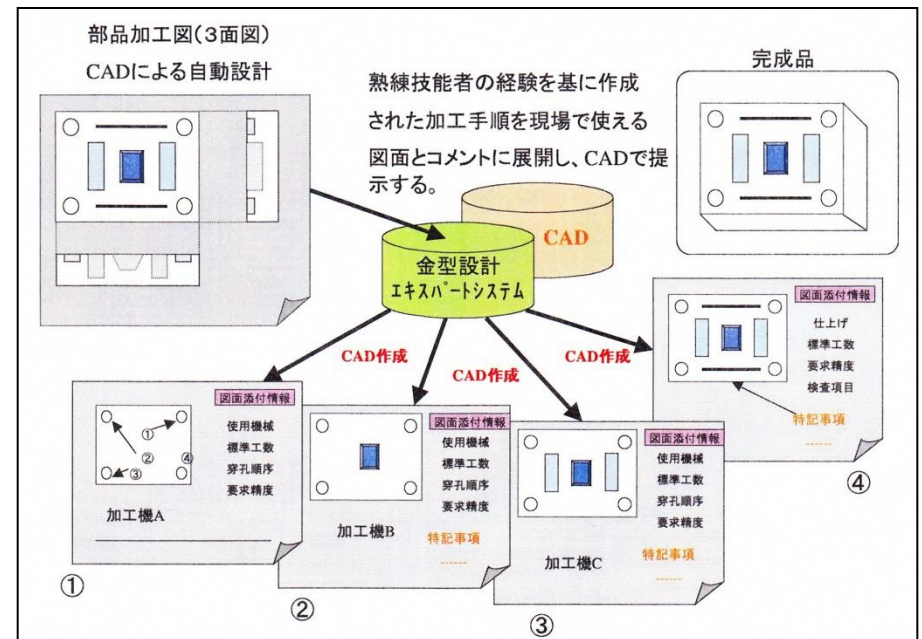 部品加工図(3面図)
CADによる自動設計
熟練技能者の経験を基に作成
された加工手順を現場で使える
図面とコメントに展開し、CADで提
示する。
完成品
CAD
金型設計
エキスパートシステム
CAD作成
CAD作成
CAD作成
図面添付情報
使用機械
標準工数
穿孔順序
要求精度
①
②
③
④
加工機A
①
図面添付情報
使用機械
標準工数
穿孔順序
要求精度
特記事項
------
加工機B
②
図面添付情報
使用機械
標準工数
穿孔順序
要求精度
特記事項
------
加工機C
③
図面添付情報
仕上げ
標準工数
要求精度
検査項目
特記事項
------
④